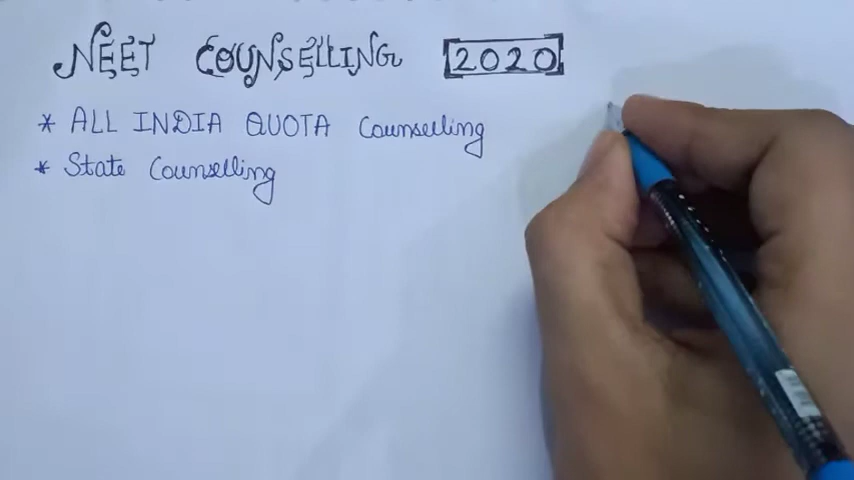 NEET COUNSELLING 2020
* ALL INDIA QUOTA Counselling
* State Counselling